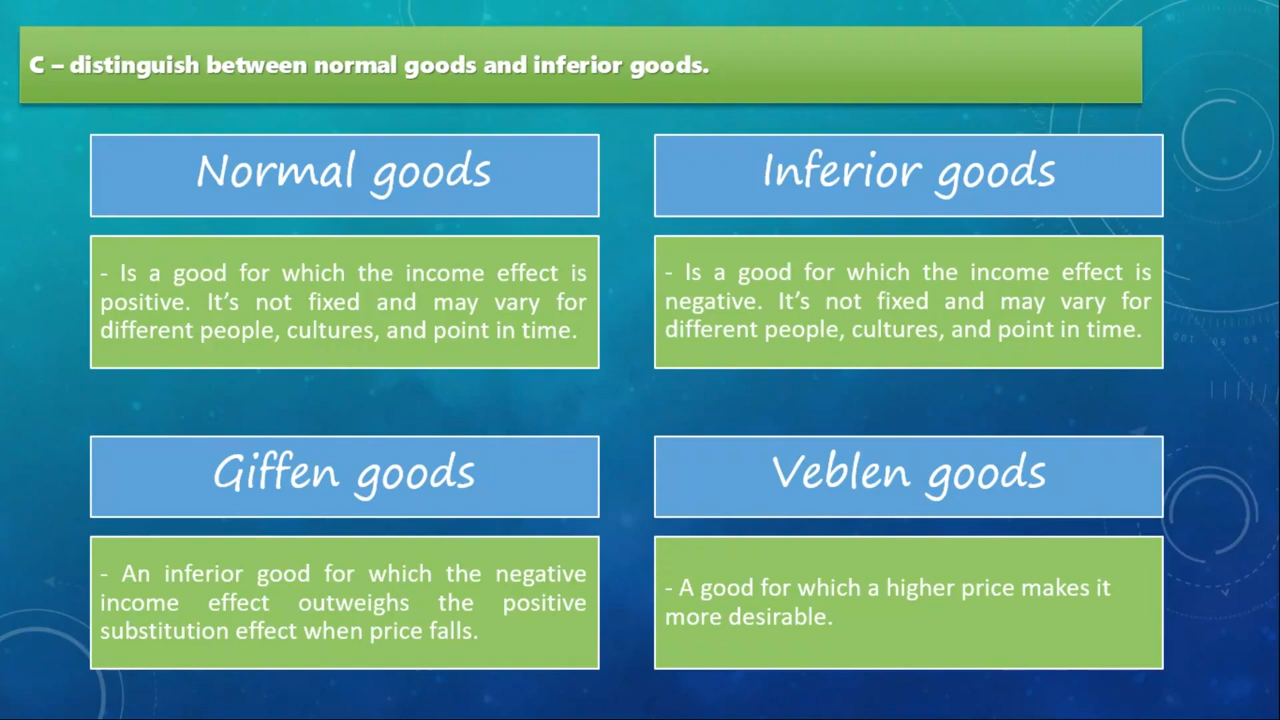 C – distinguish between normal goods and inferior goods.
Normal goods
- Is a good for which the income effect is
positive. It's not fixed and may vary for
different people, cultures, and point in time.
Inferior goods
- Is a good for which the income effect is
negative. It's not fixed and may vary for
different people, cultures, and point in time.
Giffen goods
- An inferior good for which the negative
income effect outweighs the positive
substitution effect when price falls.
Veblen goods
- A good for which a higher price makes it
more desirable.